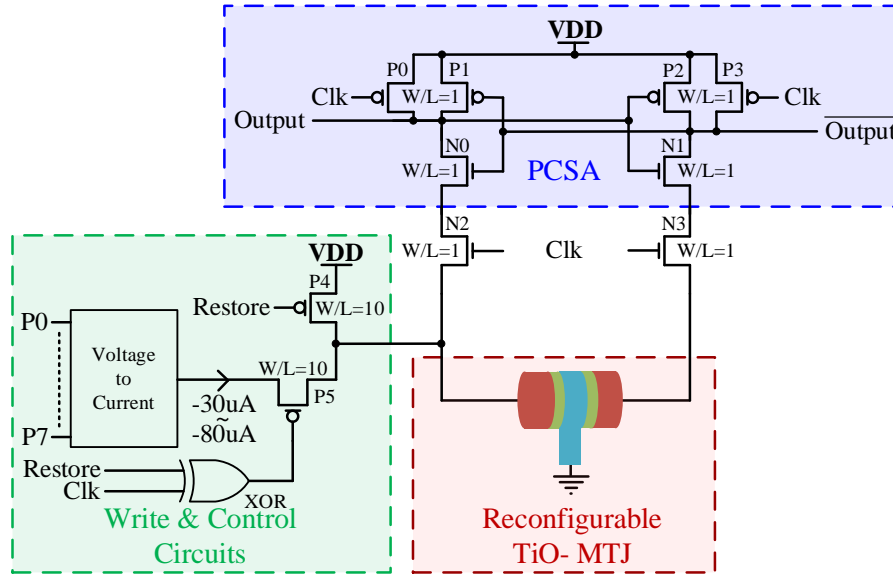 VDD
P0 P1 P2 P3
Clk W/L=1 W/L=1 Clk
Output Output
N0 N1
W/L=1 PCSA W/L=1
N2 N3
W/L=1 Clk W/L=1
VDD
P4
Restore W/L=10
P0
Voltage
to
Current
W/L=10
P5
-30uA
~
-80uA
P7
Restore
Clk
XOR
Write & Control
Circuits
Reconfigurable
TiO- MTJ